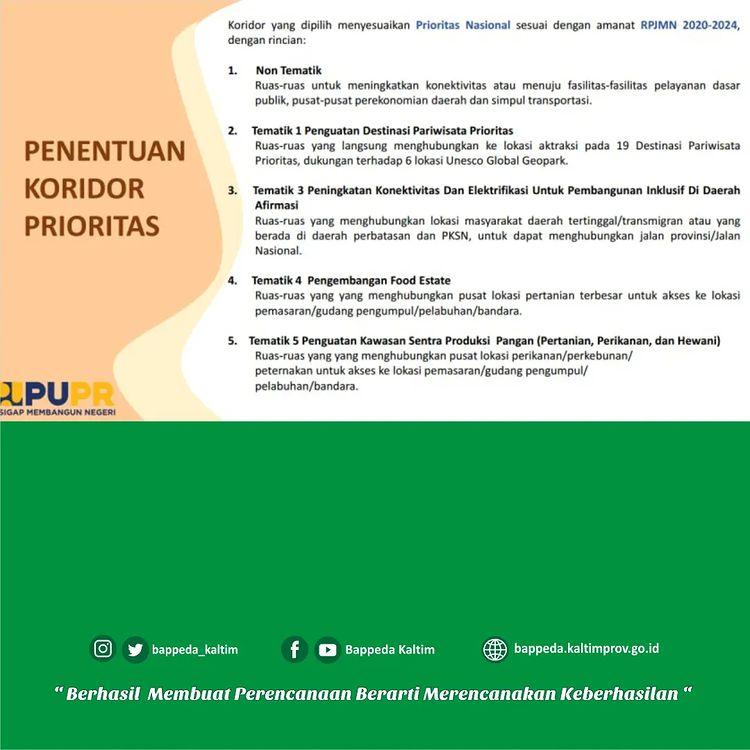 Koridor yang dipilih menyesuaikan Prioritas Nasional sesuai dengan amanat RPJMN 2020-2024,
dengan rincian:
PENENTUAN
KORIDOR
PRIORITAS
1. Non Tematik
Ruas-ruas untuk meningkatkan konektivitas atau menuju fasilitas-fasilitas pelayanan dasar
publik, pusat-pusat perekonomian daerah dan simpul transportasi.
2. Tematik 1 Penguatan Destinasi Pariwisata Prioritas
Ruas-ruas yang langsung menghubungkan ke lokasi atraksi pada 19 Destinasi Pariwisata
Prioritas, dukungan terhadap 6 lokasi Unesco Global Geopark.
3. Tematik 3 Peningkatan Konektivitas Dan Elektrifikasi Untuk Pembangunan Inklusif Di Daerah
Afirmasi
Ruas-ruas yang menghubungkan lokasi masyarakat daerah tertinggal/transmigran atau yang
berada di daerah perbatasan dan PKSN, untuk dapat menghubungkan jalan provinsi/Jalan
Nasional.
4. Tematik 4 Pengembangan Food Estate
Ruas-ruas yang yang menghubungkan pusat lokasi pertanian terbesar untuk akses ke lokasi
pemasaran/gudang pengumpul/pelabuhan/bandara.
5. Tematik 5 Penguatan Kawasan Sentra Produksi Pangan (Pertanian, Perikanan, dan Hewani)
Ruas-ruas yang yang menghubungkan pusat lokasi perikanan/perkebunan/
peternakan untuk akses ke lokasi pemasaran/gudang pengumpul/
pelabuhan/bandara.
PUPR
SIGAP MEMBANGUN NEGERI
bappeda_kaltim
Bappeda Kaltim
bappeda.kaltimprov.go.id
“ Berhasil Membuat Perencanaan Berarti Merencanakan Keberhasilan “